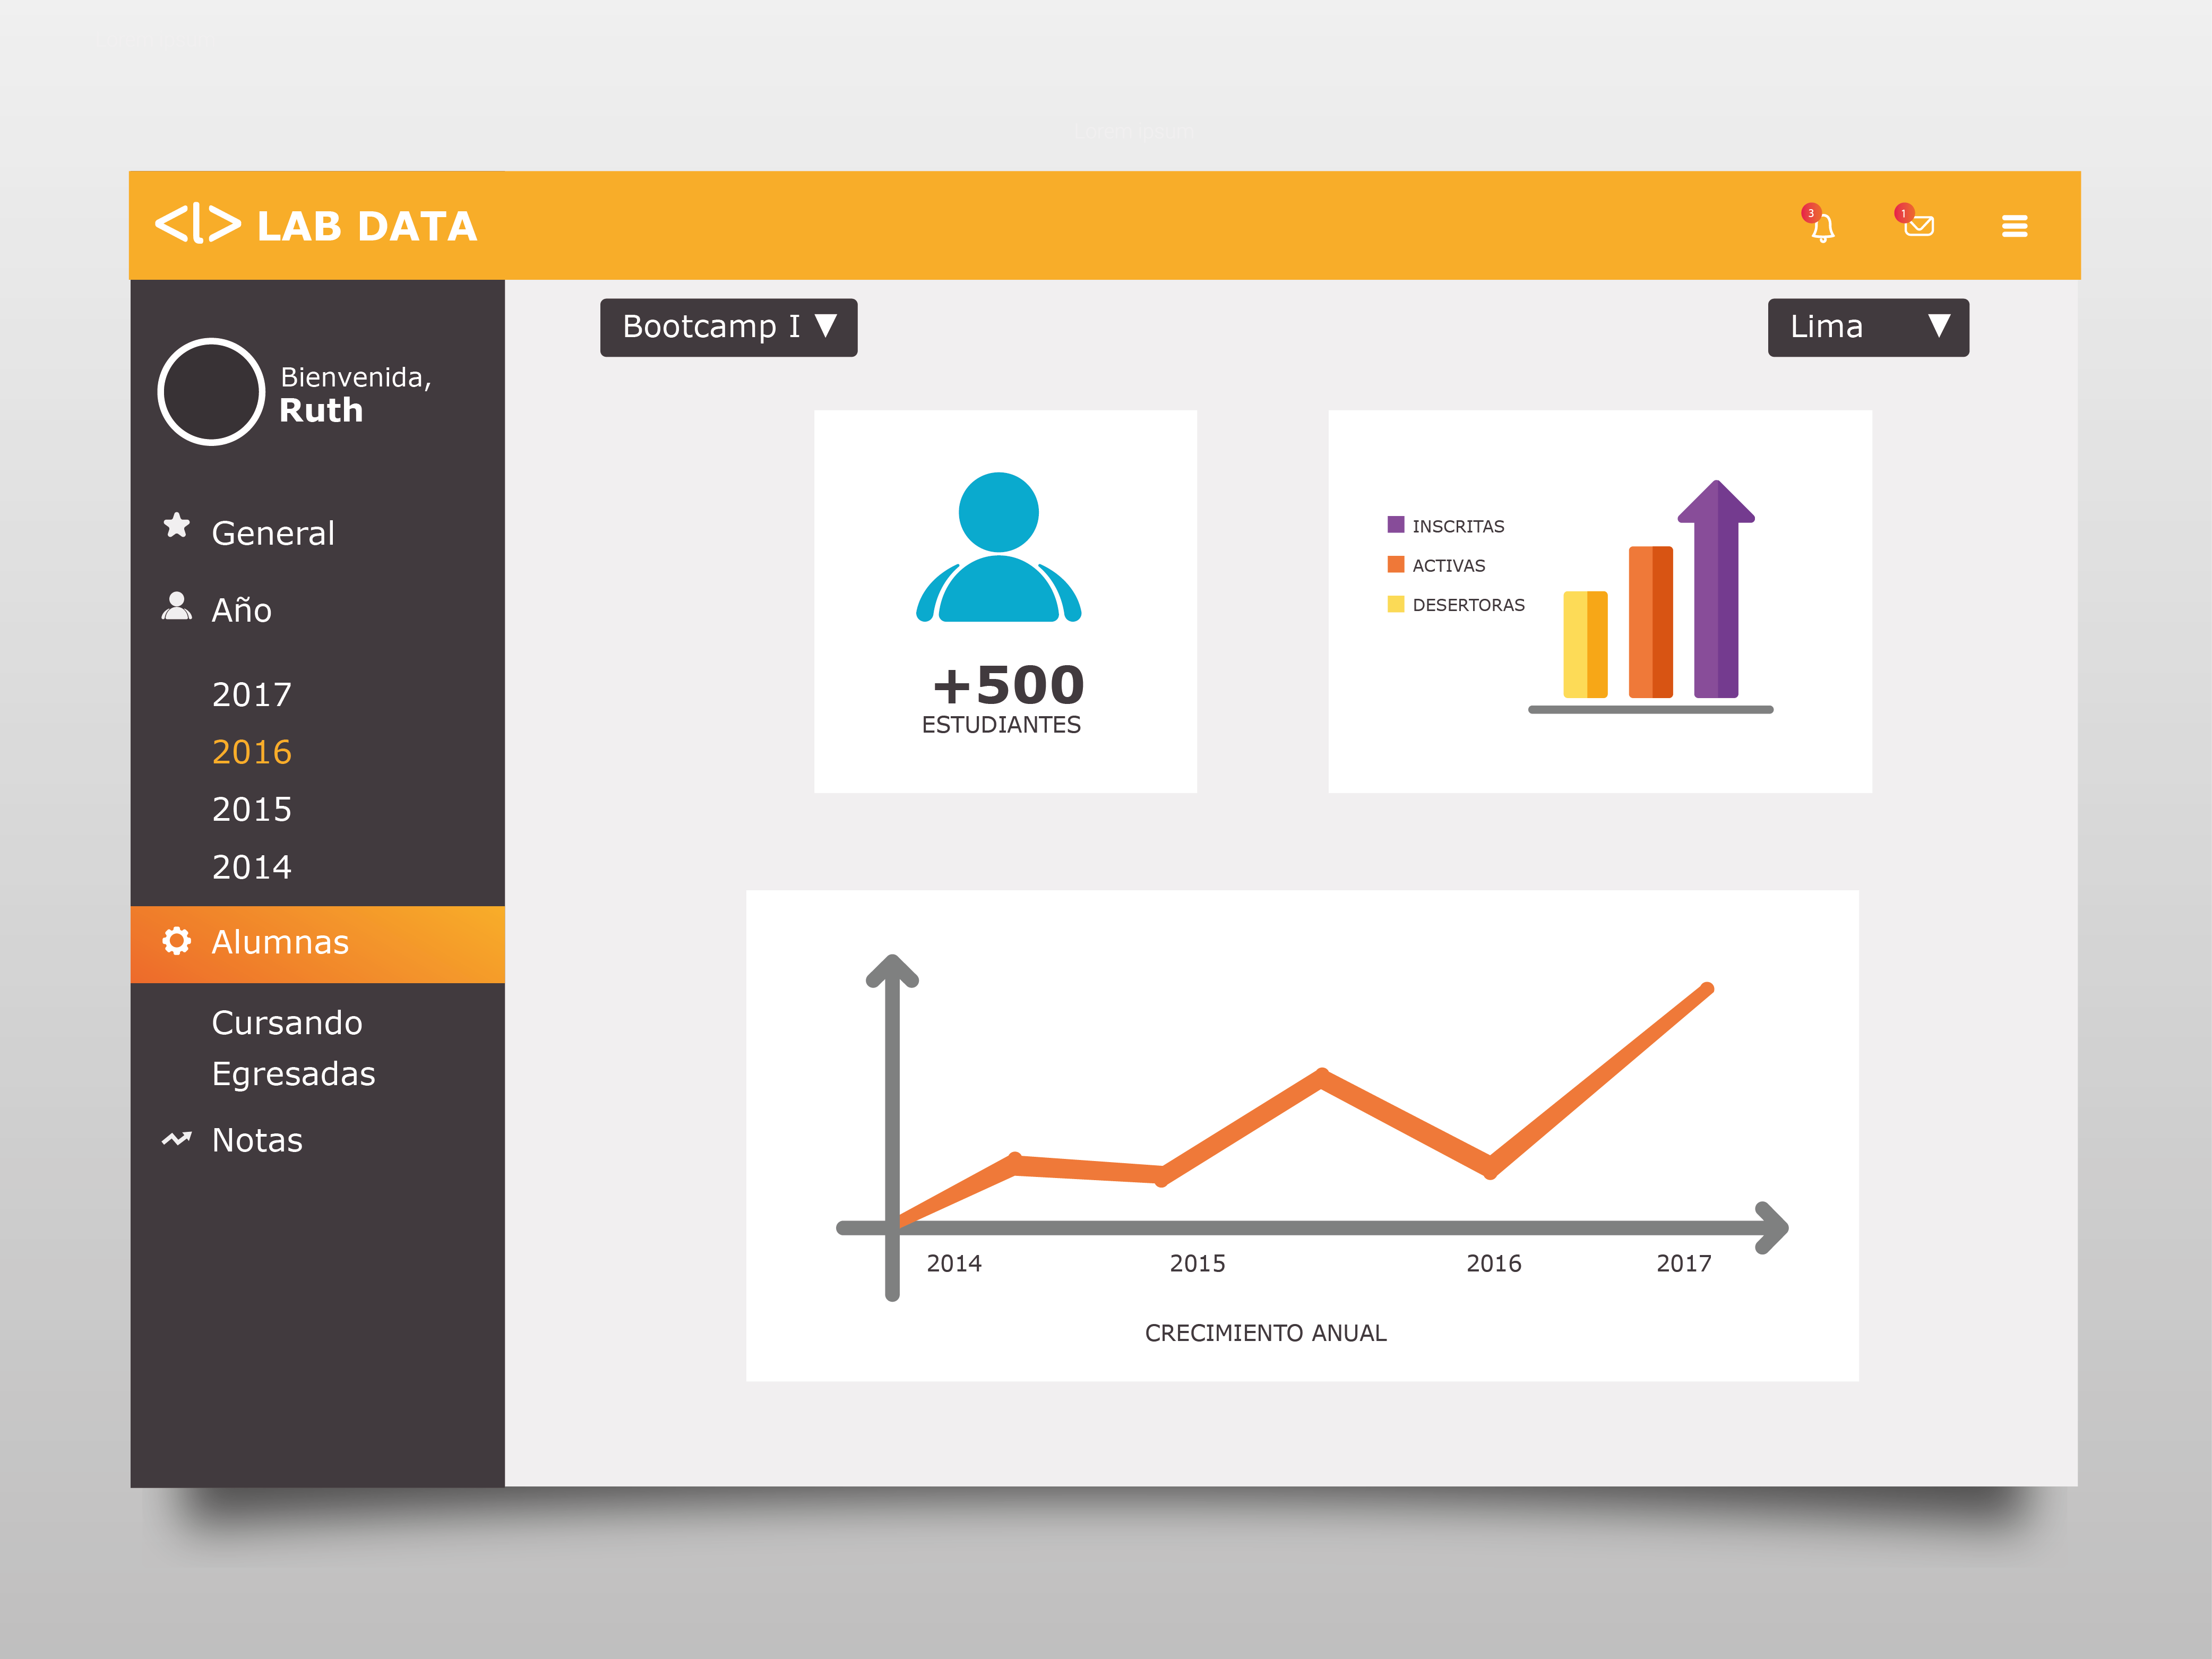 <l> LAB DATA
3
1
Bootcamp I ▼
Lima ▼
Bienvenida,
Ruth
General
Año
2017
2016
2015
2014
Alumnas
Cursando
Egresadas
Notas
+500
ESTUDIANTES
INSCRITAS
ACTIVAS
DESERTORAS
2014 2015 2016 2017
CRECIMIENTO ANUAL